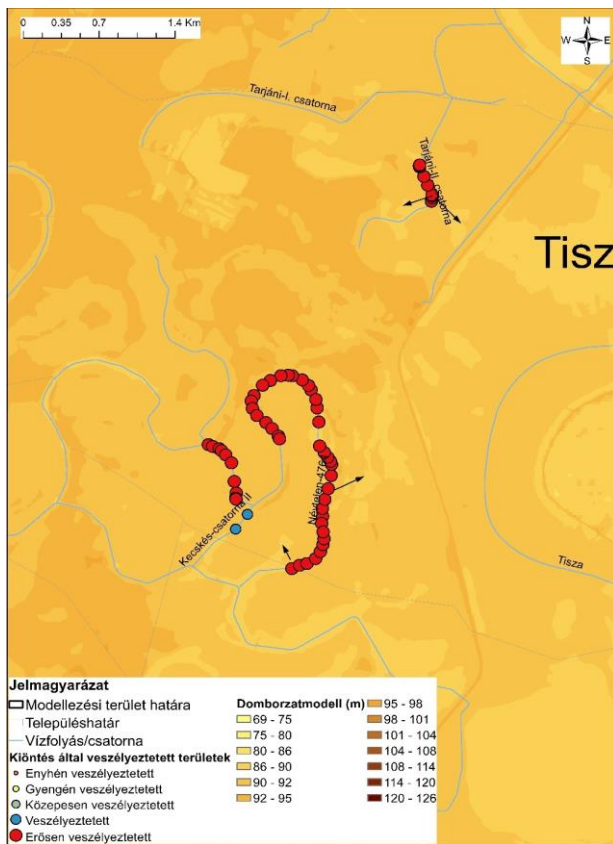 0 0.35 0.7 1.4 KM
N
W E
S
Tarjáni-I. csatorna
Tarjáni-II. csatorna
Tisz
Névtelen-476
Kecskés-csatorna II
Tisza
Jelmagyarázat
Modellezési terület határa
Településhatár
Vízfolyás/csatorna
Kiöntés által veszélyeztetett területek
Enyhén veszélyeztetett
Gyengén veszélyeztetett
Közepesen veszélyeztetett
Veszélyeztetett
Erősen veszélyeztetett
Domborzatmodell (m)
69 - 75
75 - 80
80 - 86
86 - 90
90 - 92
92 - 95
95 - 98
98 - 101
101 - 104
104 - 108
108 - 114
114 - 120
120 - 126